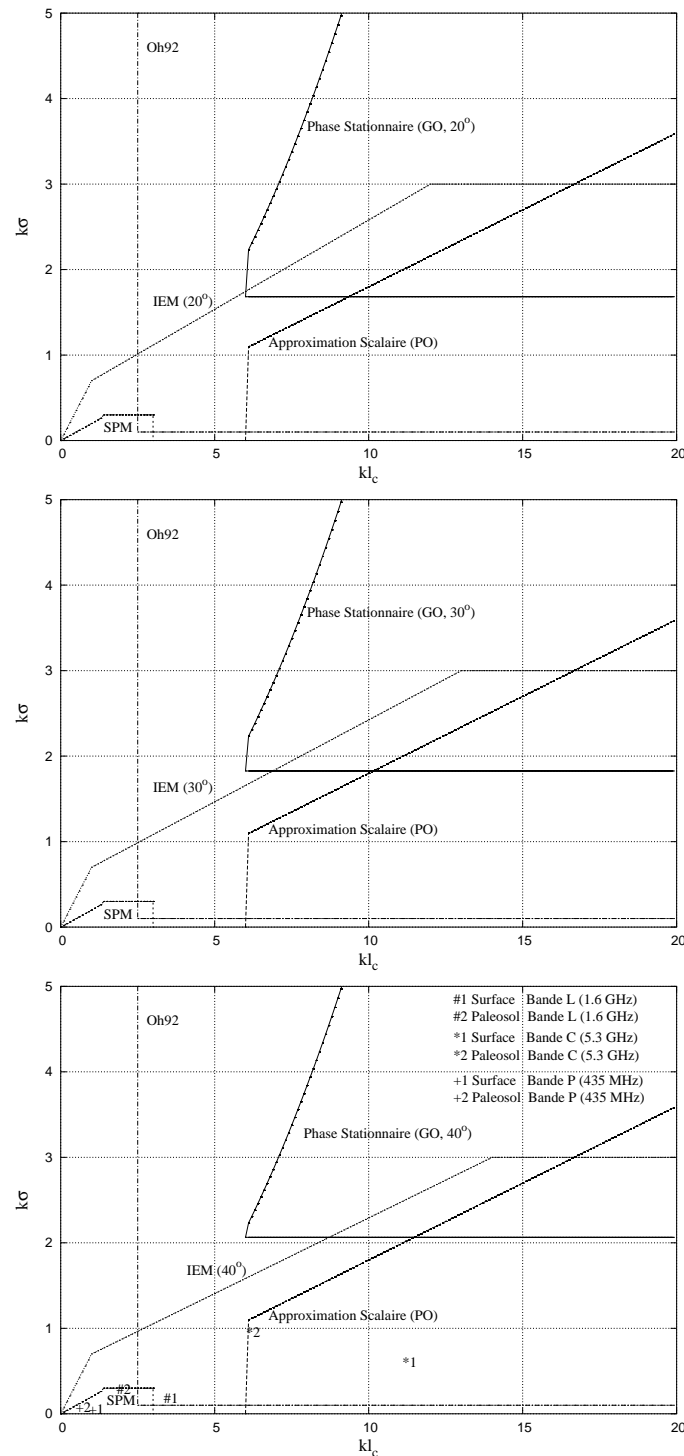 5
Oh92
4
Phase Stationnaire (GO, 20°)
3
kσ
2
IEM (20°)
Approximation Scalaire (PO)
1
SPM
0
0 5 10 15 20
kl_c
5
Oh92
4
Phase Stationnaire (GO, 30°)
3
kσ
2
IEM (30°)
Approximation Scalaire (PO)
1
SPM
0
0 5 10 15 20
kl_c
5
#1 Surface Bande L (1.6 GHz)
#2 Paleosol Bande L (1.6 GHz)
Oh92
*1 Surface Bande C (5.3 GHz)
*2 Paleosol Bande C (5.3 GHz)
4
+1 Surface Bande P (435 MHz)
+2 Paleosol Bande P (435 MHz)
Phase Stationnaire (GO, 40°)
3
kσ
2
IEM (40°)
Approximation Scalaire (PO)
1
*2
*1
#2
SPM #1
+2 +1
0
0 5 10 15 20
kl_c